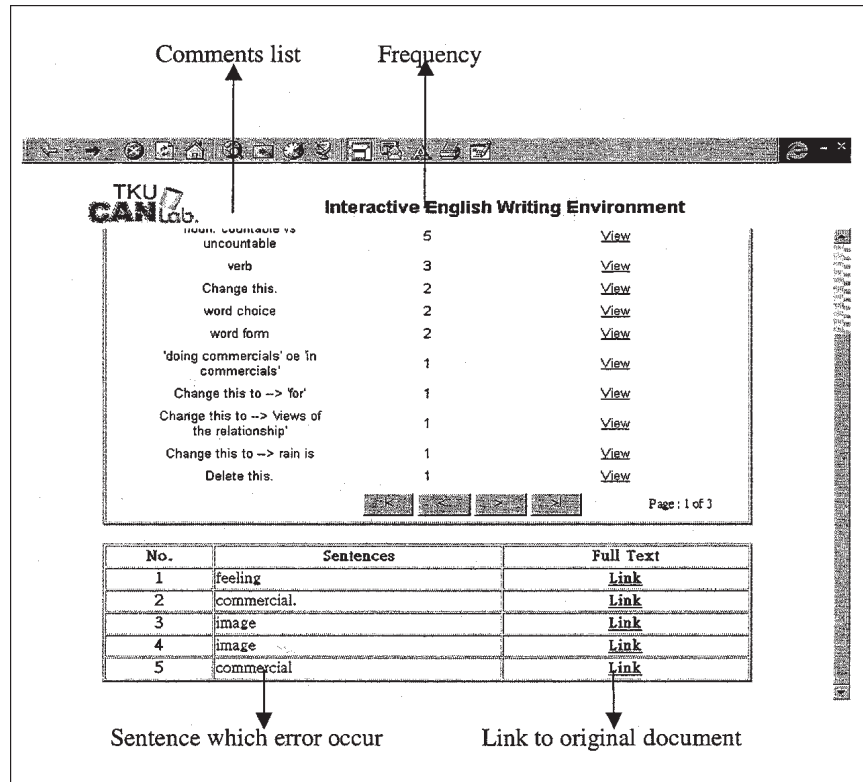 Comments list Frequency
TKU
CAN Lab.
Interactive English Writing Environment
noun: countable vs
uncountable 5 View
verb 3 View
Change this. 2 View
word choice 2 View
word form 2 View
'doing commercials' oe 'in
commercials' 1 View
Change this to --> 'for' 1 View
Change this to --> 'views of
the relationship' 1 View
Change this to --> rain is 1 View
Delete this. 1 View
|< < > >| Page : 1 of 3
No. Sentences Full Text
1 feeling Link
2 commercial. Link
3 image Link
4 image Link
5 commercial Link
Sentence which error occur Link to original document